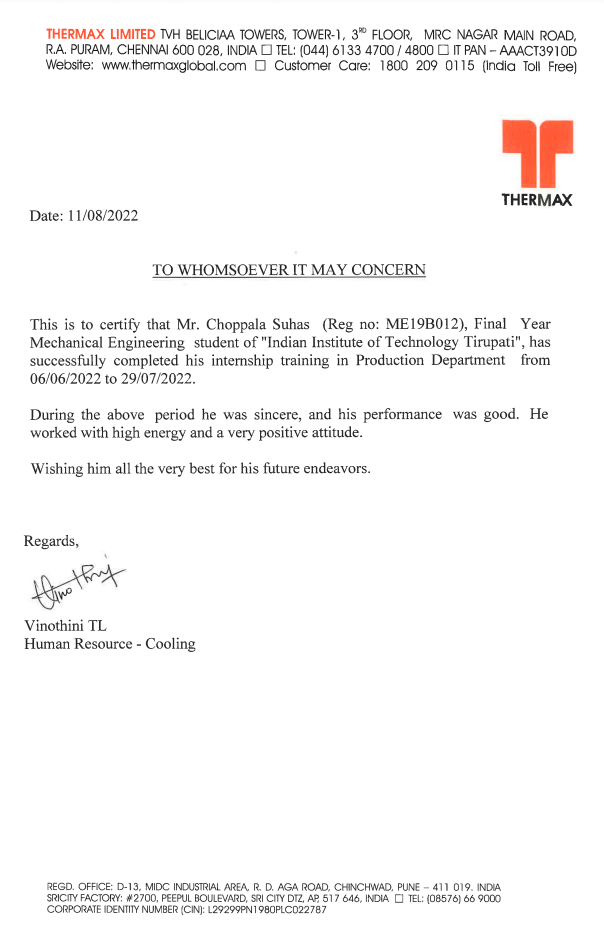 THERMAX LIMITED TVH BELICIAA TOWERS, TOWER-1, 3RD FLOOR, MRC NAGAR MAIN ROAD,
R.A. PURAM, CHENNAI 600 028, INDIA ☐ TEL: (044) 6133 4700 / 4800 ☐ IT PAN – AAACT3910D
Website: www.thermaxglobal.com ☐ Customer Care: 1800 209 0115 (India Toll Free)
THERMAX
Date: 11/08/2022
TO WHOMSOEVER IT MAY CONCERN
This is to certify that Mr. Choppala Suhas (Reg no: ME19B012), Final Year
Mechanical Engineering student of "Indian Institute of Technology Tirupati", has
successfully completed his internship training in Production Department from
06/06/2022 to 29/07/2022.
During the above period he was sincere, and his performance was good. He
worked with high energy and a very positive attitude.
Wishing him all the very best for his future endeavors.
Regards,
Vinothini
Vinothini TL
Human Resource - Cooling
REGD. OFFICE: D-13, MIDC INDUSTRIAL AREA, R. D. AGA ROAD, CHINCHWAD, PUNE – 411 019. INDIA
SRICITY FACTORY: #2700, PEEPUL BOULEVARD, SRI CITY DTZ, AP, 517 646, INDIA ☐ TEL: (08576) 66 9000
CORPORATE IDENTITY NUMBER (CIN): L29299PN1980PLC022787